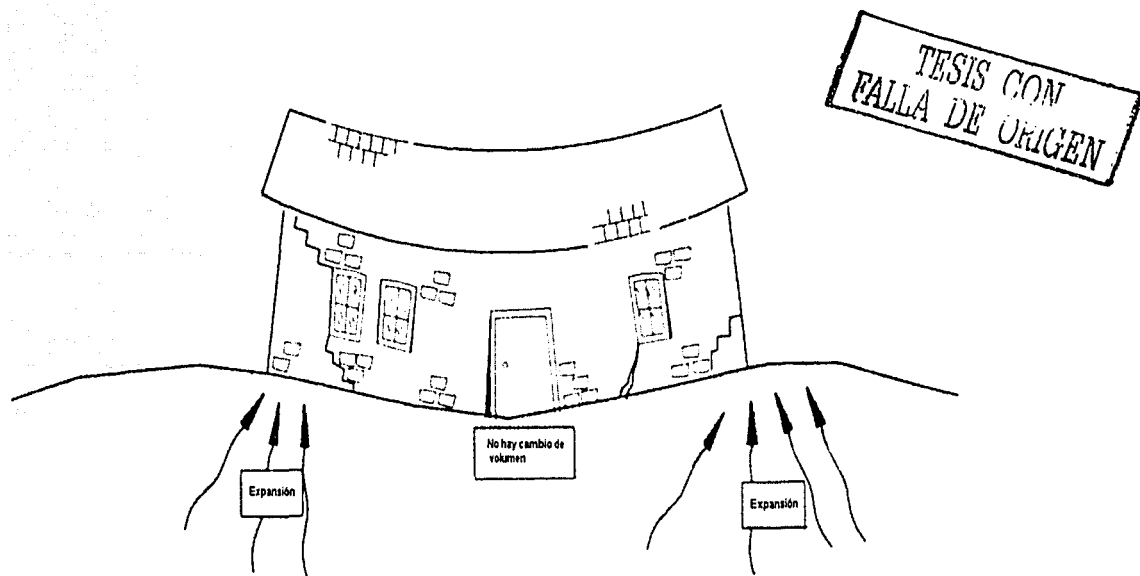 TESIS CON
FALLA DE ORIGEN
No hay cambio de
volumen
Expansión
Expansión